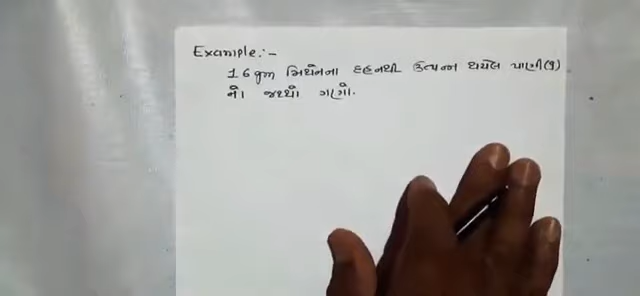 Example:-
16 gm મિથેનના દહનથી ઉત્પન્ન થયેલ પાણી(g)
નો જથ્થો ગણો.